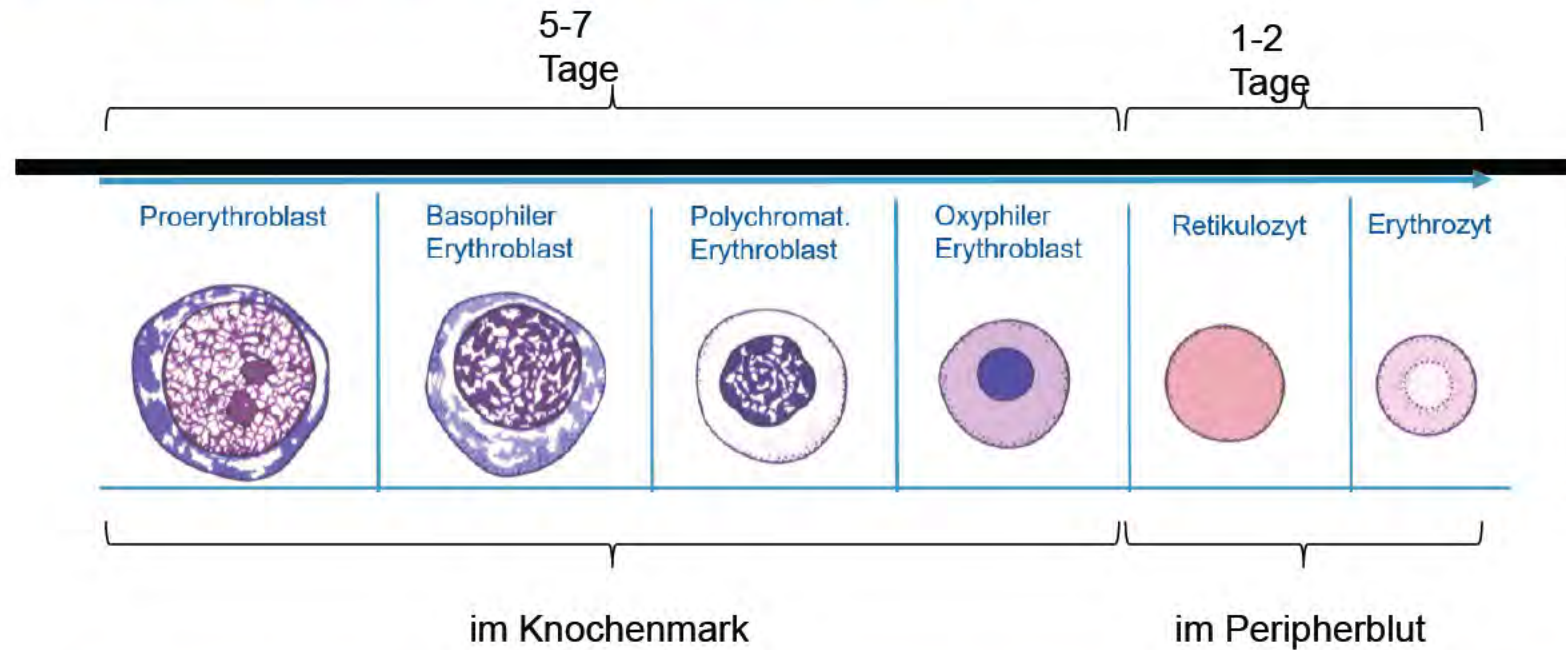 5-7
Tage
1-2
Tage
Proerythroblast
Basophiler
Erythroblast
Polychromat.
Erythroblast
Oxyphiler
Erythroblast
Retikulozyt
Erythrozyt
im Knochenmark
im Peripherblut